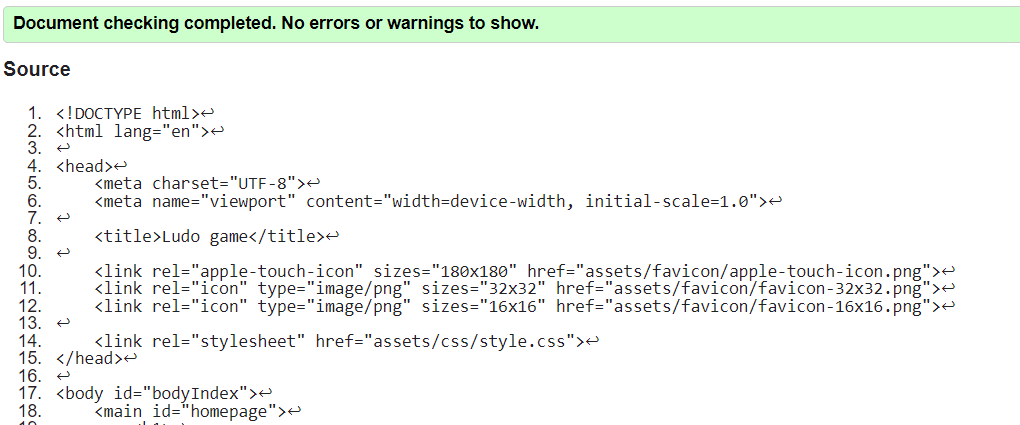 Document checking completed. No errors or warnings to show.
Source
1. <!DOCTYPE html>↩
2. <html lang="en">↩
3. ↩
4. <head>↩
5.     <meta charset="UTF-8">↩
6.     <meta name="viewport" content="width=device-width, initial-scale=1.0">↩
7. ↩
8.     <title>Ludo game</title>↩
9. ↩
10.     <link rel="apple-touch-icon" sizes="180x180" href="assets/favicon/apple-touch-icon.png">↩
11.     <link rel="icon" type="image/png" sizes="32x32" href="assets/favicon/favicon-32x32.png">↩
12.     <link rel="icon" type="image/png" sizes="16x16" href="assets/favicon/favicon-16x16.png">↩
13. ↩
14.     <link rel="stylesheet" href="assets/css/style.css">↩
15. </head>↩
16. ↩
17. <body id="bodyIndex">↩
18.     <main id="homepage">↩